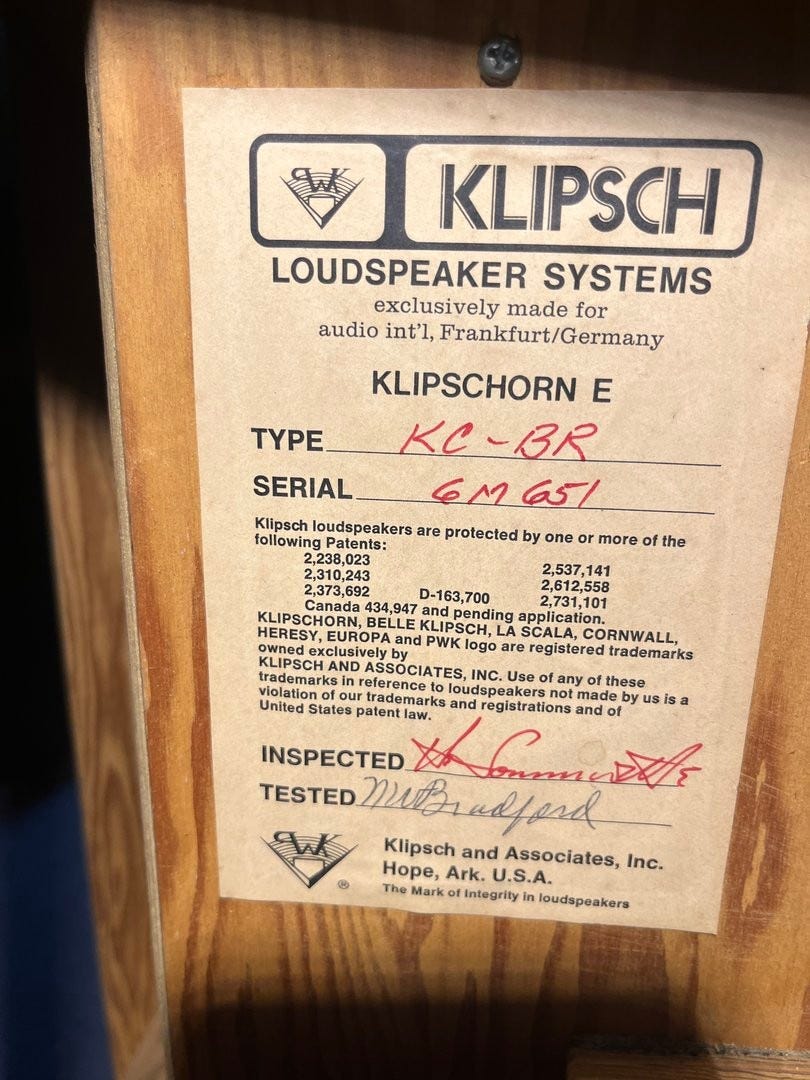 PWK
KLIPSCH
LOUDSPEAKER SYSTEMS
exclusively made for
audio int'l, Frankfurt/Germany
KLIPSCHORN E
TYPE KC-BR
SERIAL 6M651
Klipsch loudspeakers are protected by one or more of the
following Patents:
2,238,023 2,537,141
2,310,243 2,612,558
2,373,692 D-163,700 2,731,101
Canada 434,947 and pending application.
KLIPSCHORN, BELLE KLIPSCH, LA SCALA, CORNWALL,
HERESY, EUROPA and PWK logo are registered trademarks
owned exclusively by
KLIPSCH AND ASSOCIATES, INC. Use of any of these
trademarks in reference to loudspeakers not made by us is a
violation of our trademarks and registrations and of
United States patent law.
INSPECTED
TESTED Bradford
PWK ®
Klipsch and Associates, Inc.
Hope, Ark. U.S.A.
The Mark of Integrity in loudspeakers